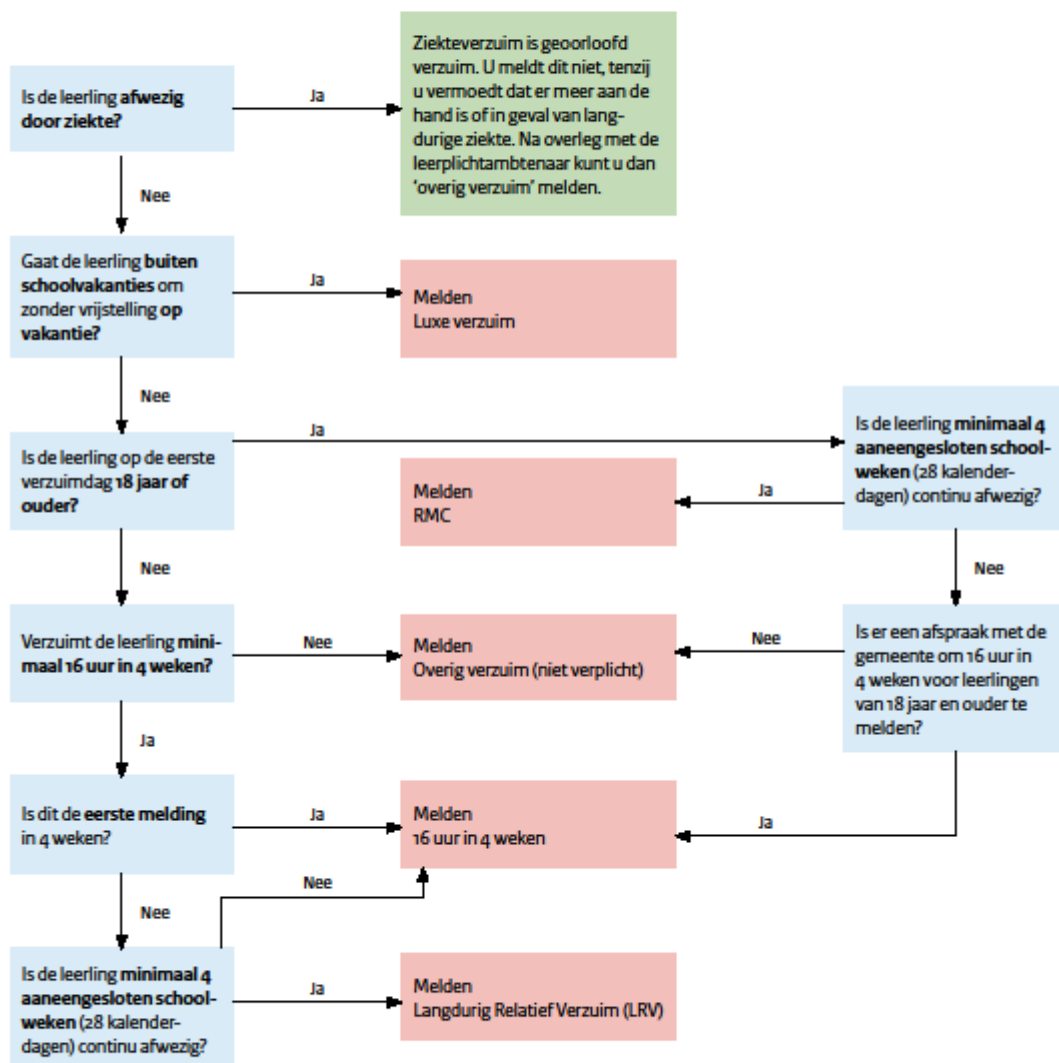 Is de leerling afwezig
door ziekte?
Ja
Ziekteverzuim is geoorloofd
verzuim. U meldt dit niet, tenzij
u vermoedt dat er meer aan de
hand is of in geval van lang-
durige ziekte. Na overleg met de
leerplichtambtenaar kunt u dan
‘overig verzuim’ melden.
Nee
Gaat de leerling buiten
schoolvakanties om
zonder vrijstelling op
vakantie?
Ja
Melden
Luxe verzuim
Nee
Is de leerling op de eerste
verzuimdag 18 jaar of
ouder?
Ja
Is de leerling minimaal 4
aaneengesloten school-
weken (28 kalender-
dagen) continu afwezig?
Ja
Melden
RMC
Nee
Nee
Verzuimt de leerling mini-
maal 16 uur in 4 weken?
Nee
Melden
Overig verzuim (niet verplicht)
Nee
Is er een afspraak met de
gemeente om 16 uur in
4 weken voor leerlingen
van 18 jaar en ouder te
melden?
Ja
Is dit de eerste melding
in 4 weken?
Ja
Melden
16 uur in 4 weken
Ja
Nee
Nee
Is de leerling minimaal 4
aaneengesloten school-
weken (28 kalender-
dagen) continu afwezig?
Ja
Melden
Langdurig Relatief Verzuim (LRV)